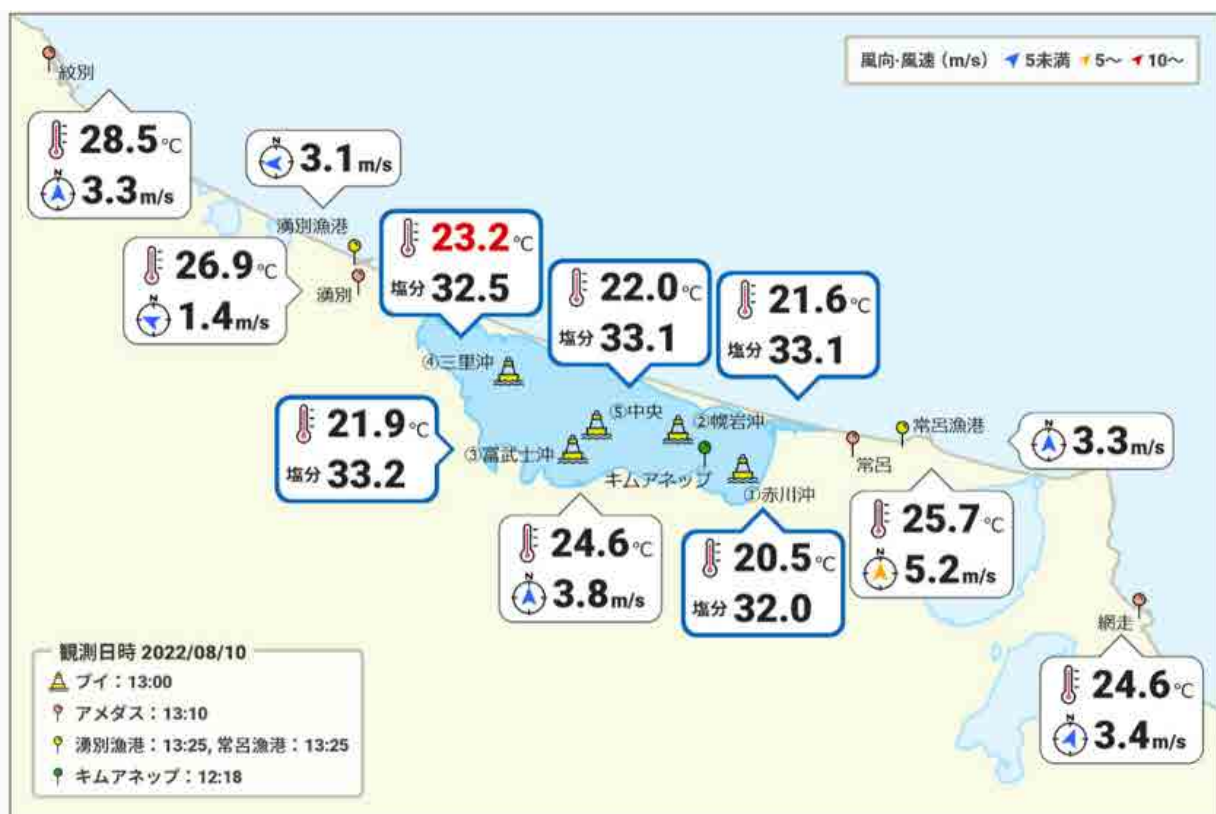 風向·風速 (m/s) 5未満 5～ 10～
紋別
28.5℃
N
3.3m/s
N
3.1m/s
湧別漁港
26.9℃
N
1.4m/s
湧別
23.2℃
塩分 32.5
22.0℃
塩分 33.1
21.6℃
塩分 33.1
④三里沖
21.9℃
塩分 33.2
③富武士沖
⑤中央
②幌岩沖
キムアネップ
①赤川沖
常呂
常呂漁港
N
3.3m/s
24.6℃
N
3.8m/s
20.5℃
塩分 32.0
25.7℃
N
5.2m/s
網走
24.6℃
N
3.4m/s
観測日時 2022/08/10
ブイ：13:00
アメダス：13:10
湧別漁港：13:25, 常呂漁港：13:25
キムアネップ：12:18